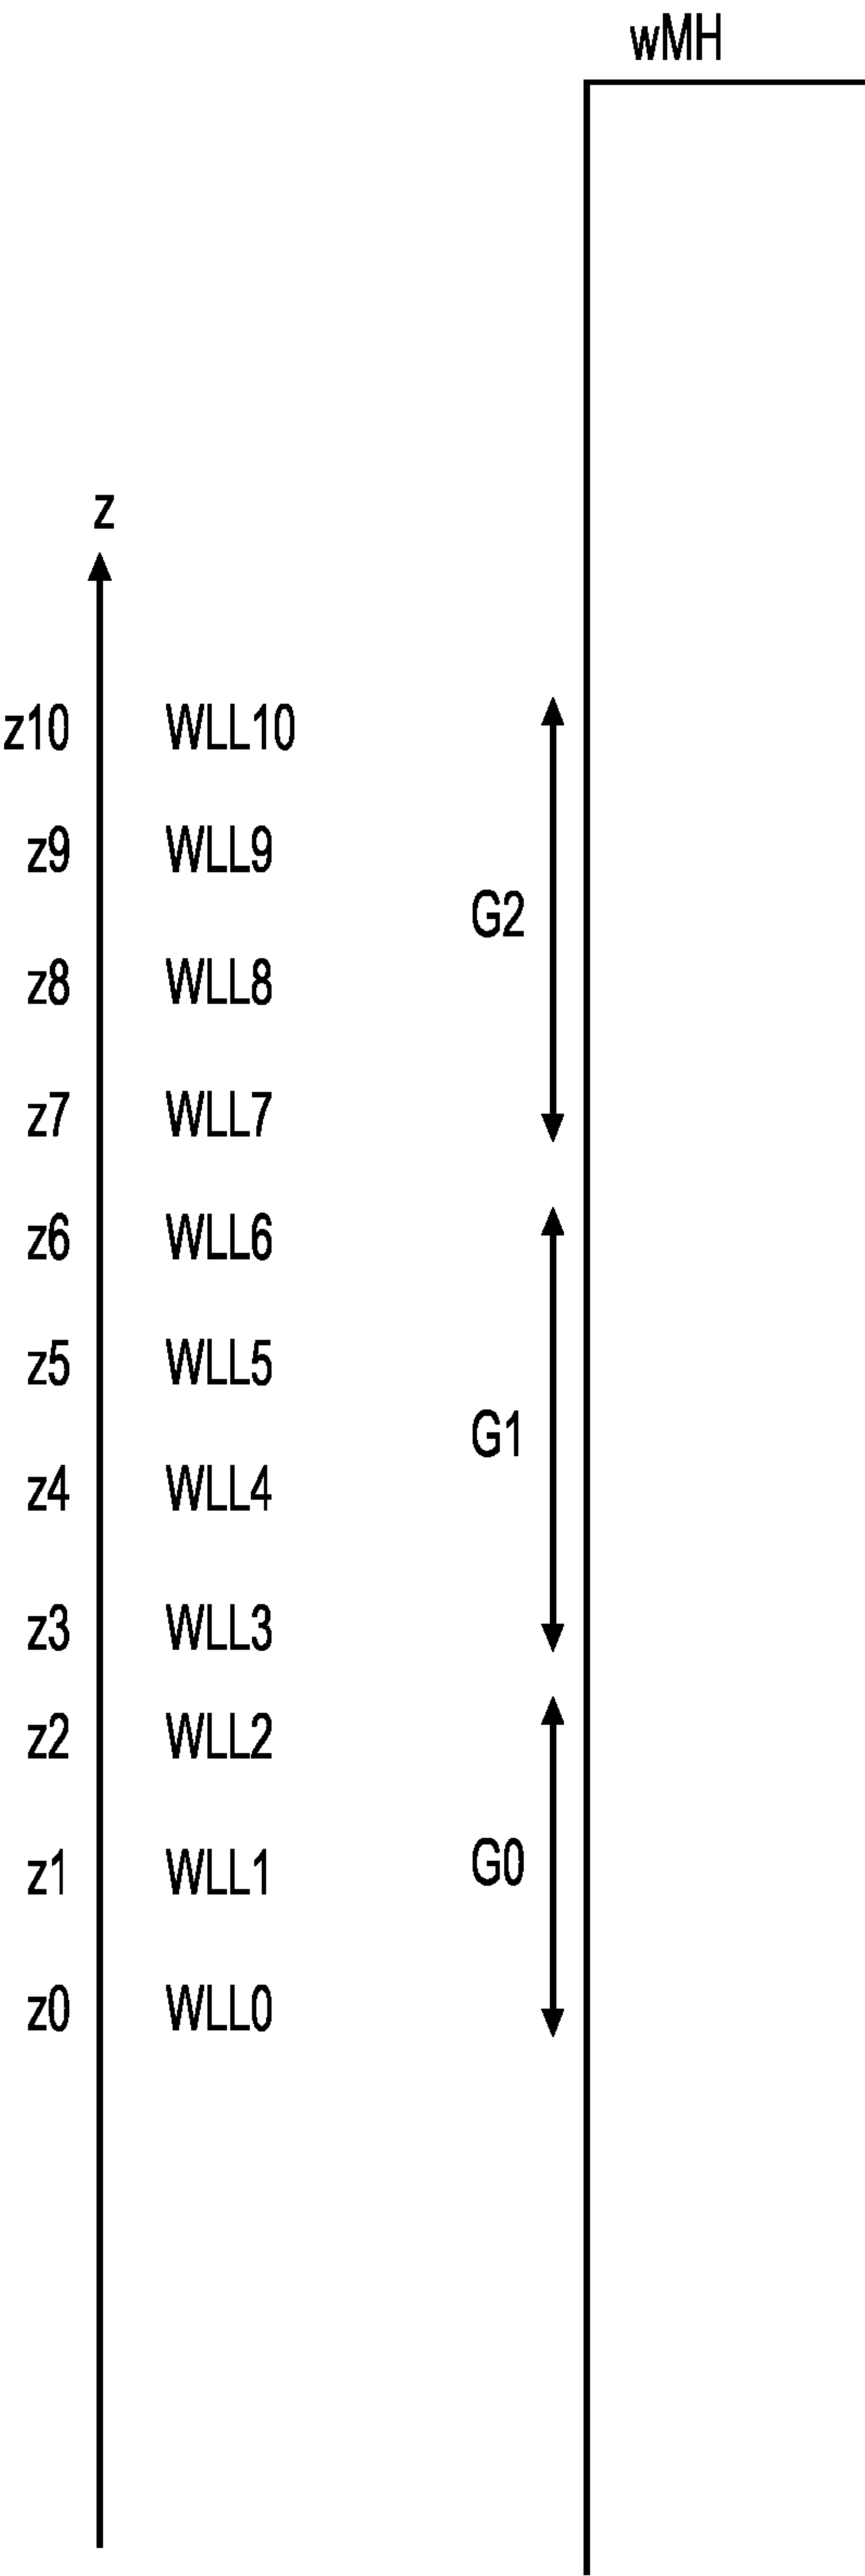 wMH
z
z10 WLL10
z9 WLL9
G2
z8 WLL8
z7 WLL7
z6 WLL6
z5 WLL5
G1
z4 WLL4
z3 WLL3
z2 WLL2
z1 WLL1 G0
z0 WLL0